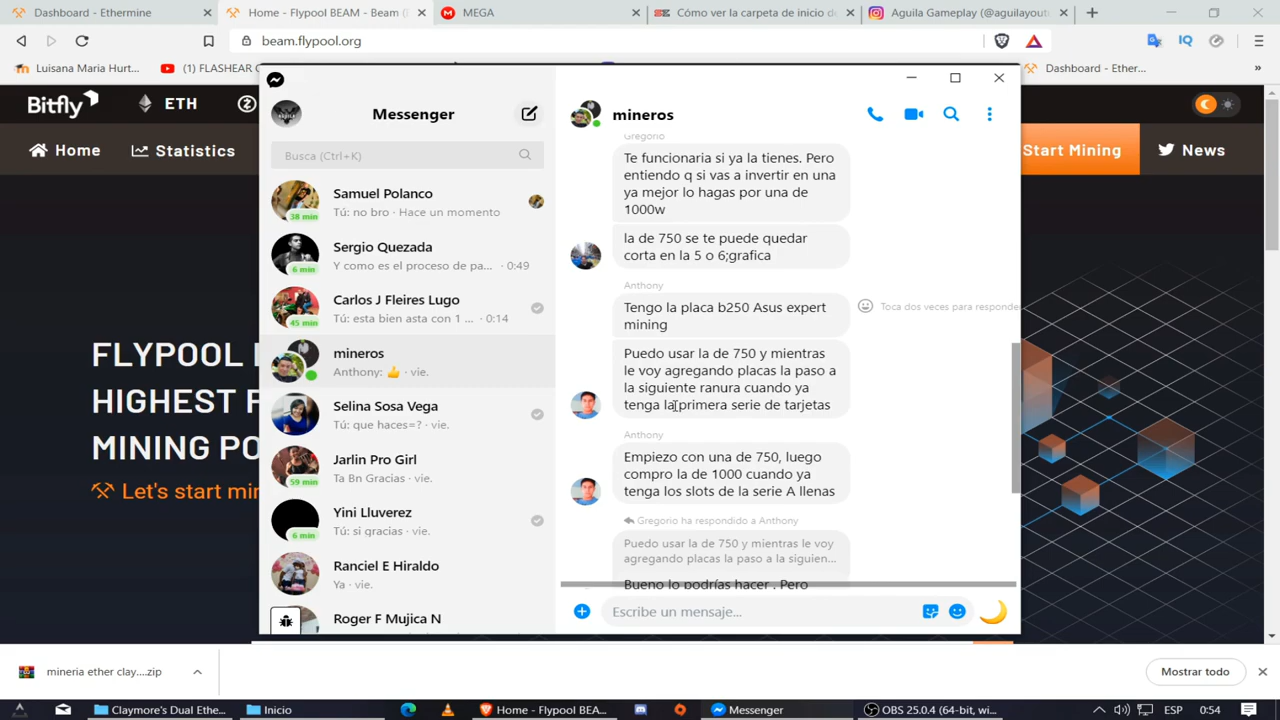 Dashboard - Ethermine
Home - Flypool BEAM - Beam (
MEGA
Cómo ver la carpeta de inicio d
Aguila Gameplay (@aguilayout
beam.flypool.org
Luisana Maria Hurt...
(1) FLASHEAR
Dashboard - Ether...
Bitfly
ETH
Home
Statistics
Start Mining
News
FLYPOOL
HIGHEST
MINING PO
Let's start mi
Messenger
Busca (Ctrl+K)
Samuel Polanco
Tú: no bro · Hace un momento
38 min
Sergio Quezada
Y como es el proceso de pa... · 0:49
6 min
Carlos J Fleires Lugo
Tú: esta bien asta con 1 ... · 0:14
45 min
mineros
Anthony: 👍 · vie.
Selina Sosa Vega
Tú: que haces=? · vie.
Jarlin Pro Girl
Ta Bn Gracias · vie.
59 min
Yini Lluverez
Tú: si gracias · vie.
6 min
Ranciel E Hiraldo
Ya · vie.
Roger F Mujica N
mineros
Gregorio
Te funcionaria si ya la tienes. Pero
entiendo q si vas a invertir en una
ya mejor lo hagas por una de
1000w
la de 750 se te puede quedar
corta en la 5 o 6;grafica
Anthony
Tengo la placa b250 Asus expert
mining
Toca dos veces para responder
Puedo usar la de 750 y mientras
le voy agregando placas la paso a
la siguiente ranura cuando ya
tenga la primera serie de tarjetas
Anthony
Empiezo con una de 750, luego
compro la de 1000 cuando ya
tenga los slots de la serie A llenas
Gregorio ha respondido a Anthony
Puedo usar la de 750 y mientras le voy
agregando placas la paso a la siguien...
Bueno lo podrías hacer . Pero
Escribe un mensaje...
mineria ether clay....zip
Mostrar todo
Claymore's Dual Ethe...
Inicio
Home - Flypool BEA...
Messenger
OBS 25.0.4 (64-bit, wi...
ESP
0:54